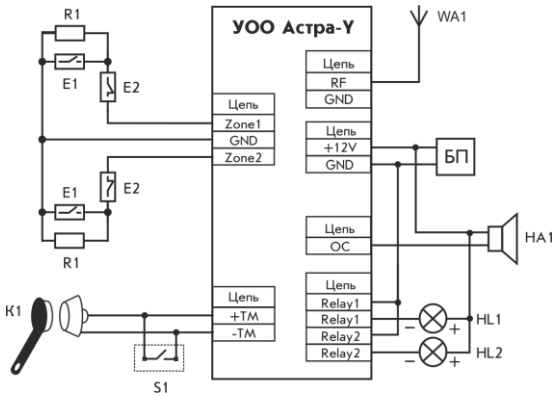 R1
E1
E2
E1
E2
R1
K1
S1
УОО Астра-Y
Цепь
Zone1
GND
Zone2
Цепь
+TM
-TM
Цепь
RF
GND
Цепь
+12V
GND
Цепь
OC
Цепь
Relay1
Relay1
Relay2
Relay2
WA1
БП
HA1
− + HL1
− + HL2